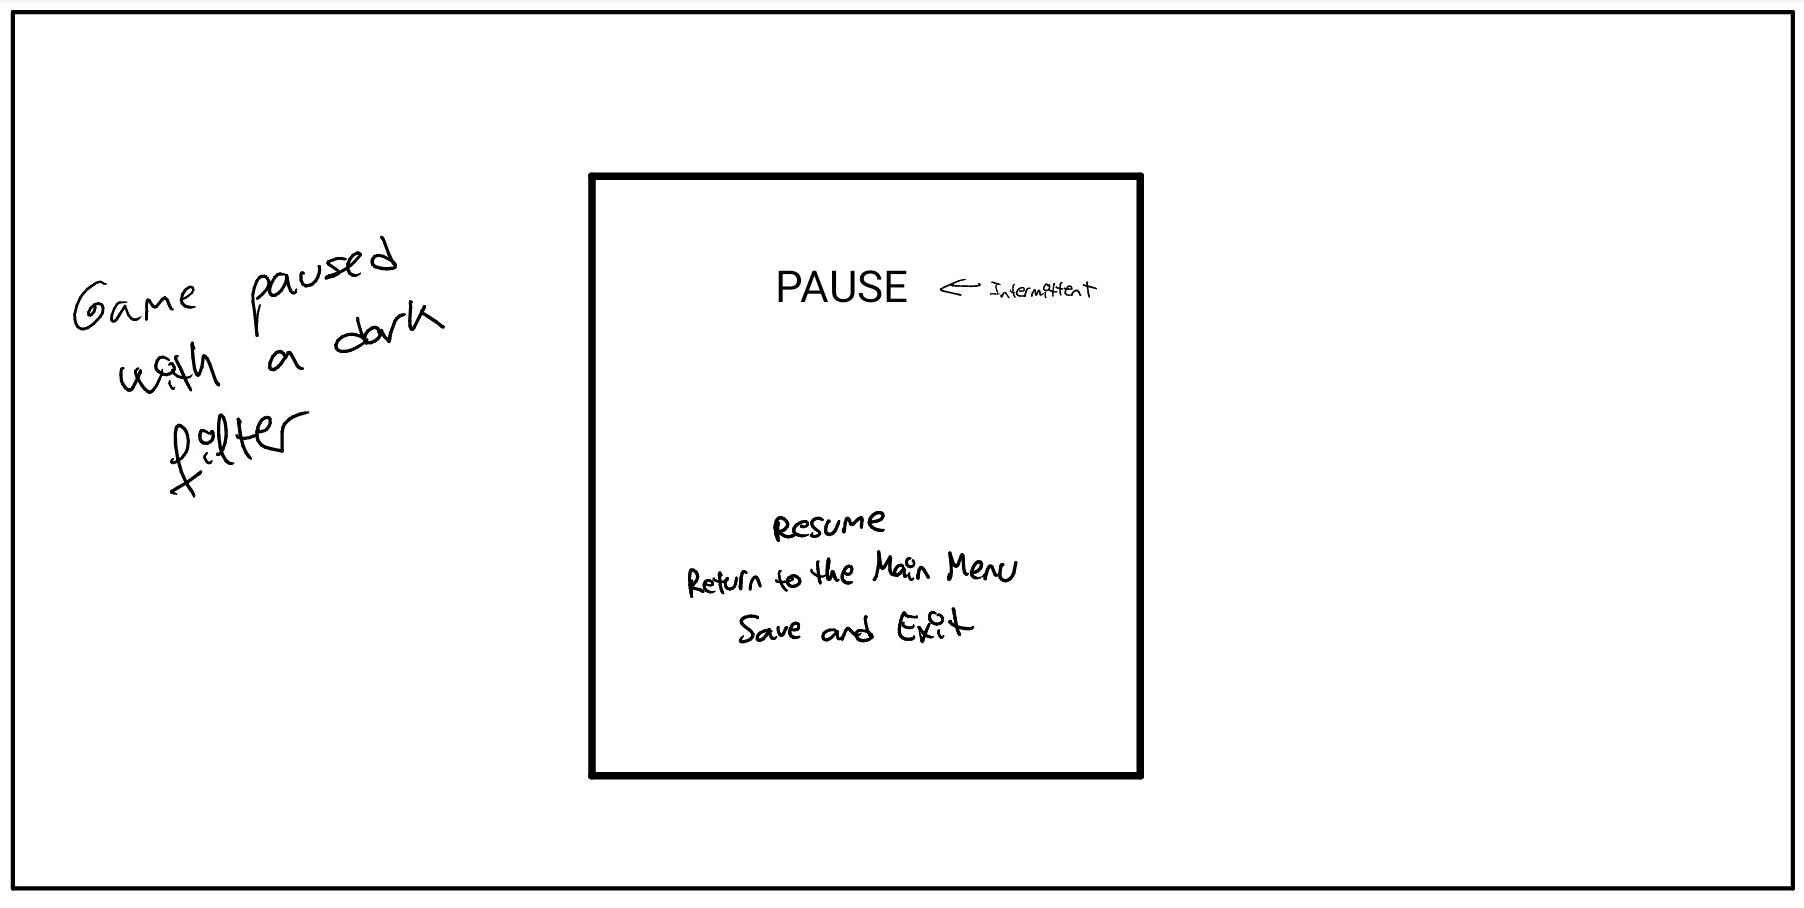 Game paused
with a dark
filter
PAUSE
Intermittent
Resume
Return to the Main Menu
Save and Exit